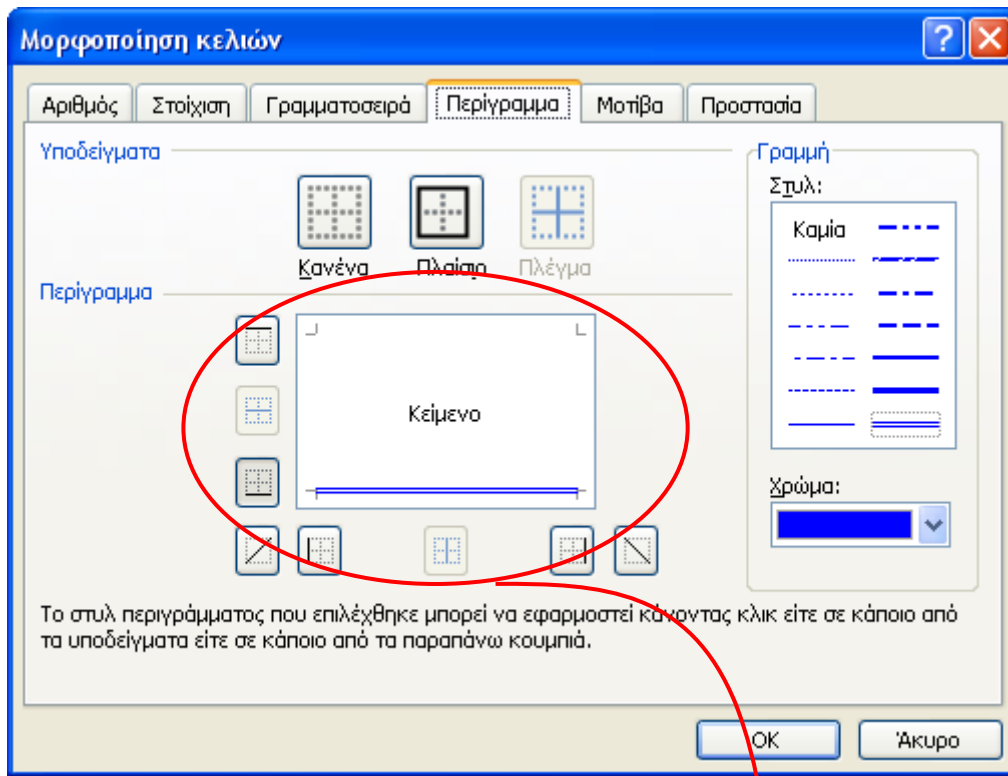 Μορφοποίηση κελιών
Αριθμός Στοίχιση Γραμματοσειρά Περίγραμμα Μοτίβα Προστασία
Υποδείγματα
Κανένα Πλαίσιο Πλέγμα
Περίγραμμα
Κείμενο
Γραμμή
Στυλ:
Καμία
Χρώμα:
Το στυλ περιγράμματος που επιλέχθηκε μπορεί να εφαρμοστεί κάνοντας κλικ είτε σε κάποιο από
τα υποδείγματα είτε σε κάποιο από τα παραπάνω κουμπιά.
OK Άκυρο